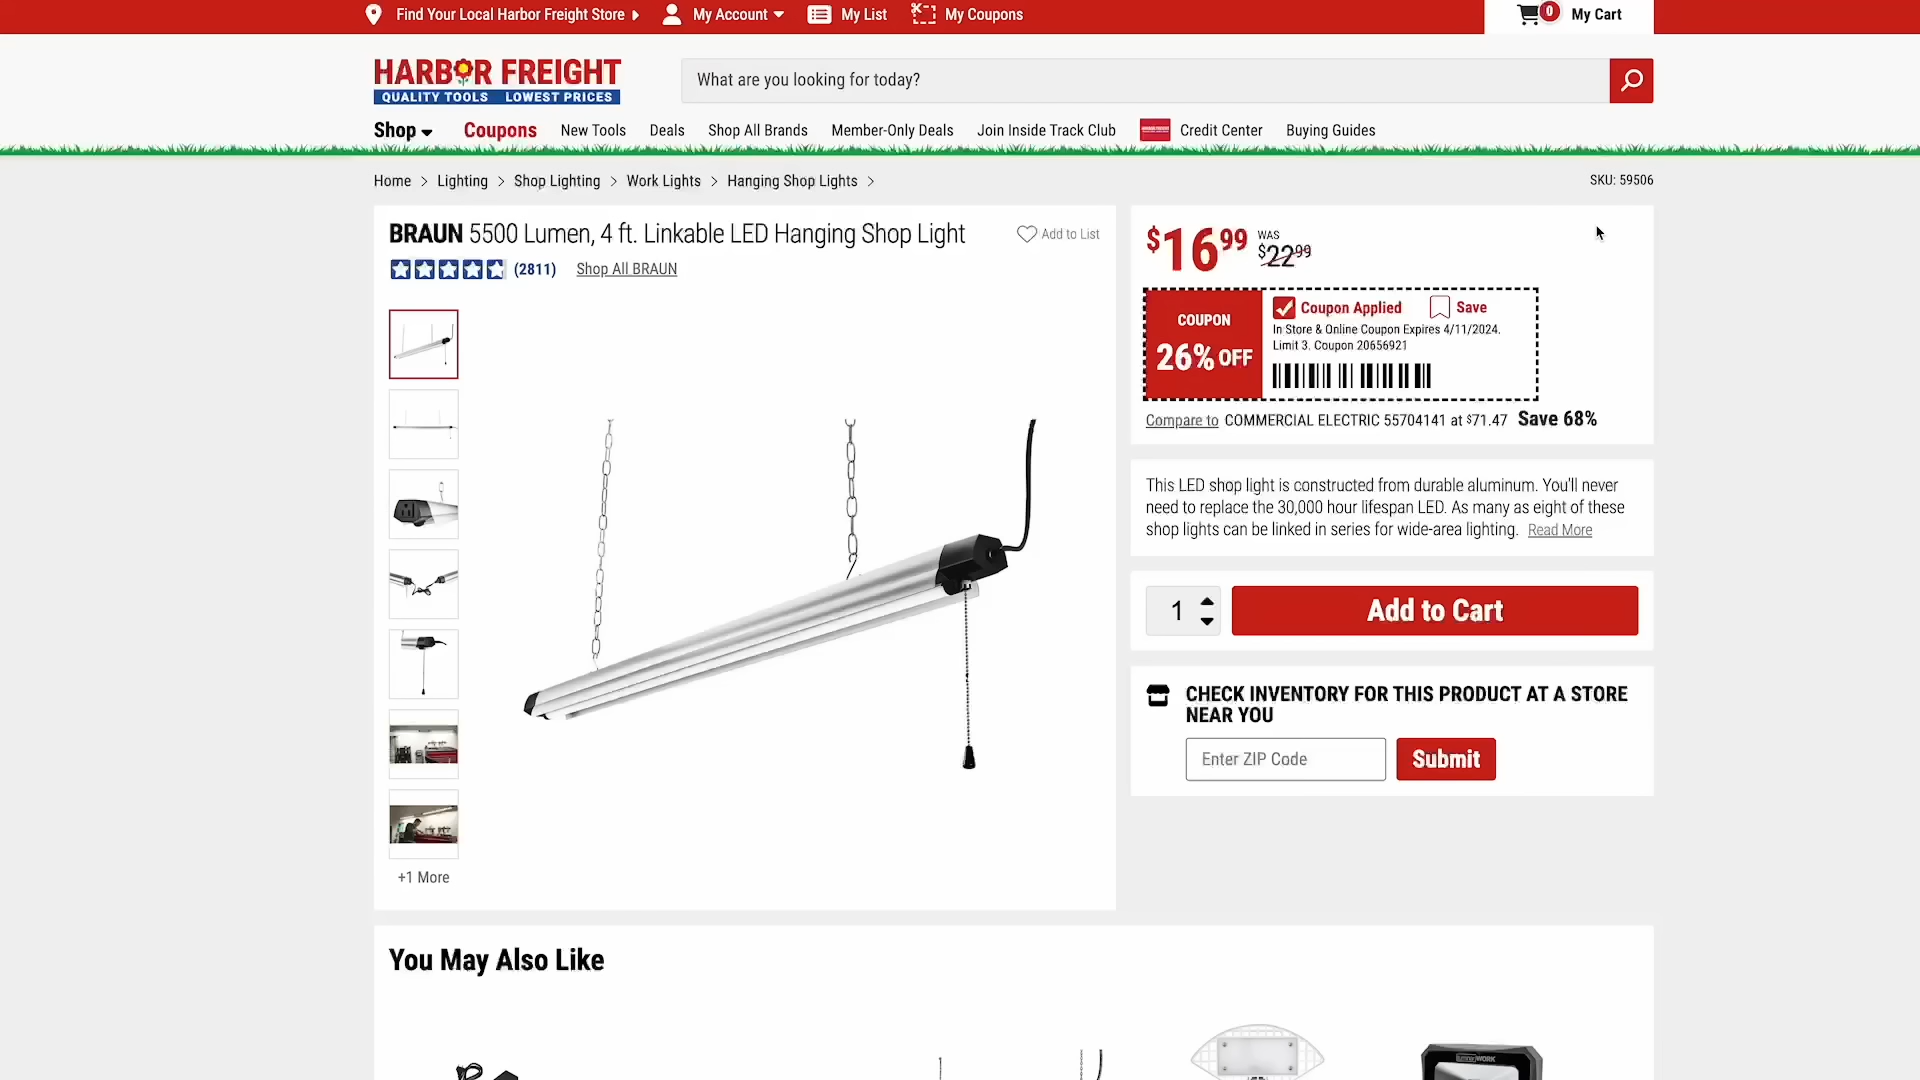 Find Your Local Harbor Freight Store
My Account
My List
My Coupons
0
My Cart
HARBOR FREIGHT
QUALITY TOOLS LOWEST PRICES
What are you looking for today?
Shop
Coupons
New Tools
Deals
Shop All Brands
Member-Only Deals
Join Inside Track Club
Credit Center
Buying Guides
Home > Lighting > Shop Lighting > Work Lights > Hanging Shop Lights >
SKU: 59506
BRAUN 5500 Lumen, 4 ft. Linkable LED Hanging Shop Light
Add to List
(2811)
Shop All BRAUN
+1 More
$16 99
WAS
$22 99
COUPON
26% OFF
Coupon Applied
Save
In Store & Online Coupon Expires 4/11/2024.
Limit 3. Coupon 20656921
Compare to COMMERCIAL ELECTRIC 55704141 at $71.47 Save 68%
This LED shop light is constructed from durable aluminum. You'll never
need to replace the 30,000 hour lifespan LED. As many as eight of these
shop lights can be linked in series for wide-area lighting. Read More
1
Add to Cart
CHECK INVENTORY FOR THIS PRODUCT AT A STORE
NEAR YOU
Enter ZIP Code
Submit
You May Also Like